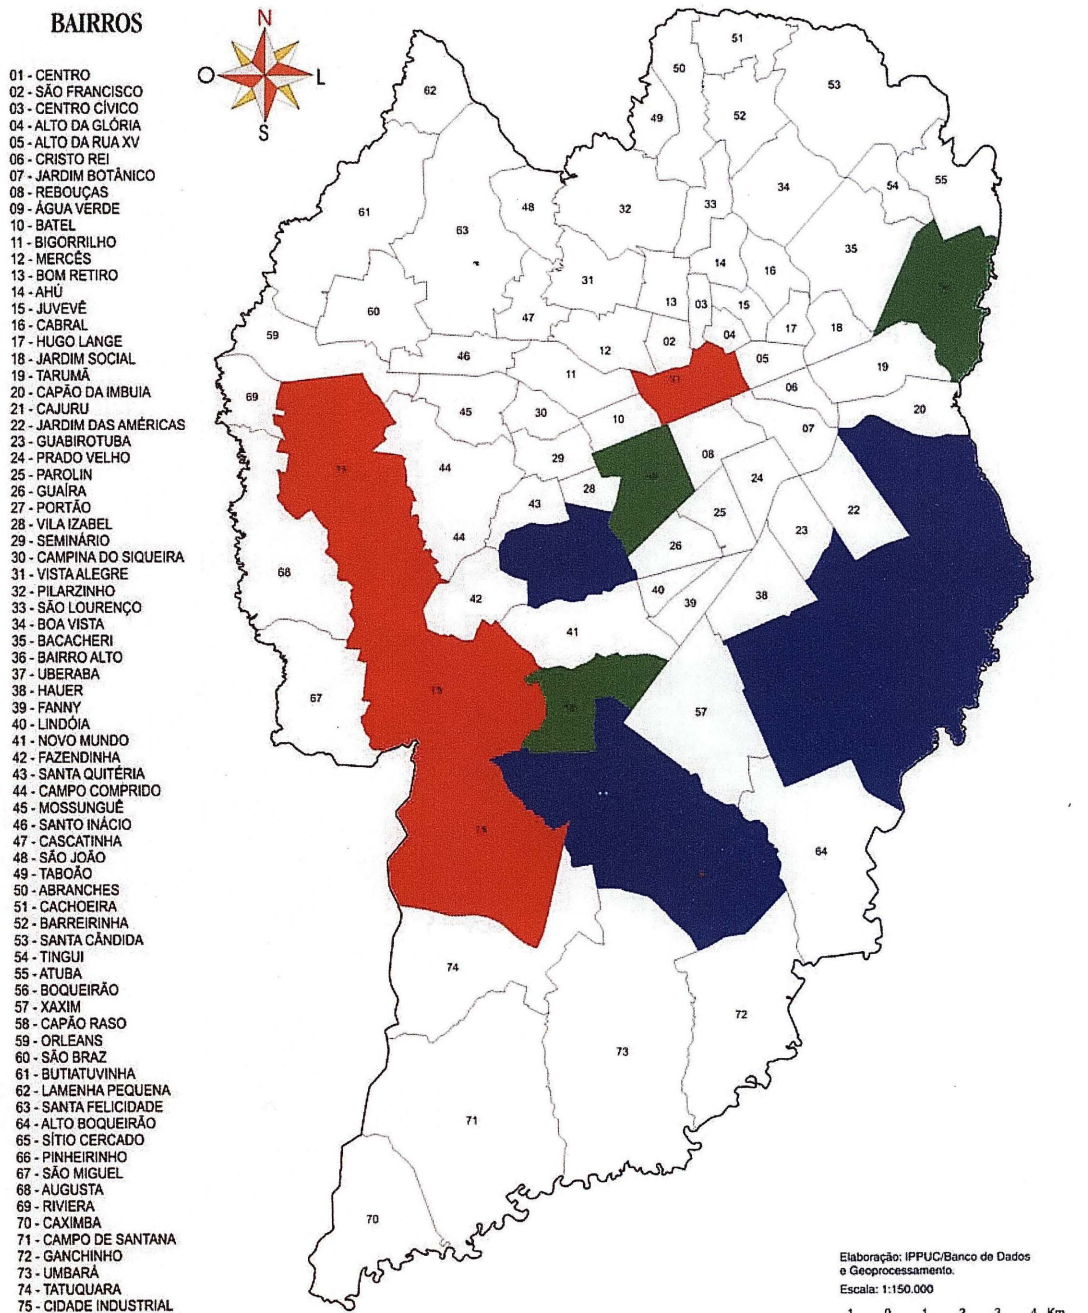 BAIRROS
N
O
L
S
01 - CENTRO
02 - SÃO FRANCISCO
03 - CENTRO CÍVICO
04 - ALTO DA GLÓRIA
05 - ALTO DA RUA XV
06 - CRISTO REI
07 - JARDIM BOTÂNICO
08 - REBOUÇAS
09 - ÁGUA VERDE
10 - BATEL
11 - BIGORRILHO
12 - MERCÊS
13 - BOM RETIRO
14 - AHÚ
15 - JUVEVÊ
16 - CABRAL
17 - HUGO LANGE
18 - JARDIM SOCIAL
19 - TARUMÃ
20 - CAPÃO DA IMBUIA
21 - CAJURU
22 - JARDIM DAS AMÉRICAS
23 - GUABIROTUBA
24 - PRADO VELHO
25 - PAROLIN
26 - GUAÍRA
27 - PORTÃO
28 - VILA IZABEL
29 - SEMINÁRIO
30 - CAMPINA DO SIQUEIRA
31 - VISTA ALEGRE
32 - PILARZINHO
33 - SÃO LOURENÇO
34 - BOA VISTA
35 - BACACHERI
36 - BAIRRO ALTO
37 - UBERABA
38 - HAUER
39 - FANNY
40 - LINDÓIA
41 - NOVO MUNDO
42 - FAZENDINHA
43 - SANTA QUITÉRIA
44 - CAMPO COMPRIDO
45 - MOSSUNGUÊ
46 - SANTO INÁCIO
47 - CASCATINHA
48 - SÃO JOÃO
49 - TABOÃO
50 - ABRANCHES
51 - CACHOEIRA
52 - BARREIRINHA
53 - SANTA CÂNDIDA
54 - TINGUI
55 - ATUBA
56 - BOQUEIRÃO
57 - XAXIM
58 - CAPÃO RASO
59 - ORLEANS
60 - SÃO BRAZ
61 - BUTIATUVINHA
62 - LAMENHA PEQUENA
63 - SANTA FELICIDADE
64 - ALTO BOQUEIRÃO
65 - SÍTIO CERCADO
66 - PINHEIRINHO
67 - SÃO MIGUEL
68 - AUGUSTA
69 - RIVIERA
70 - CAXIMBA
71 - CAMPO DE SANTANA
72 - GANCHINHO
73 - UMBARÁ
74 - TATUQUARA
75 - CIDADE INDUSTRIAL
51
50
53
62
49
52
55
54
34
48
33
32
61
63
35
14
16
31
13
03
15
60
47
04
17
18
59
02
12
46
05
19
11
06
69
20
45
30
10
07
29
08
44
24
28
43
22
25
23
44
26
68
40
38
42
39
41
67
57
64
74
72
73
71
70
Elaboração: IPPUC/Banco de Dados
e Geoprocessamento.
Escala: 1:150.000
1 0 1 2 3 4 Km